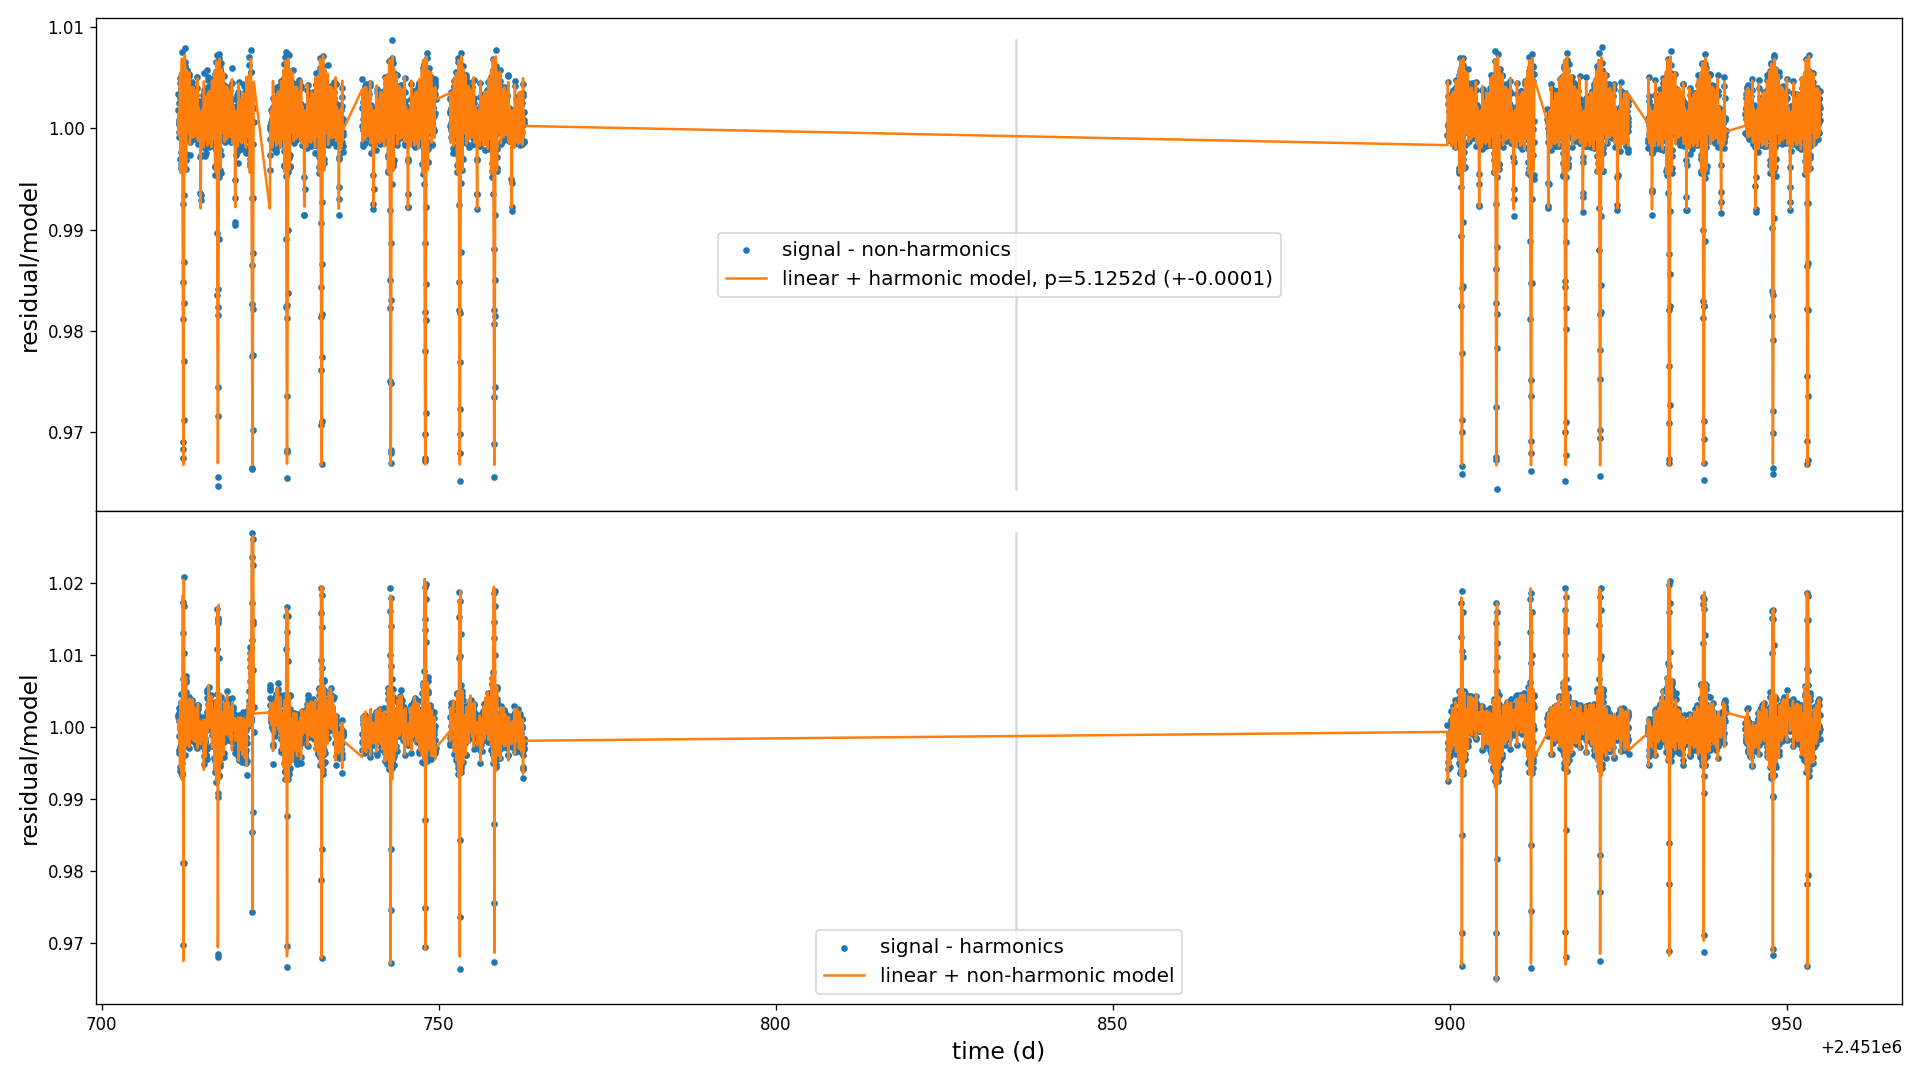 1.01
1.00
0.99
0.98
0.97
residual/model
signal - non-harmonics
linear + harmonic model, p=5.1252d (+-0.0001)
1.02
1.01
1.00
0.99
0.98
0.97
residual/model
signal - harmonics
linear + non-harmonic model
700
750
800
850
900
950
+2.451e6
time (d)